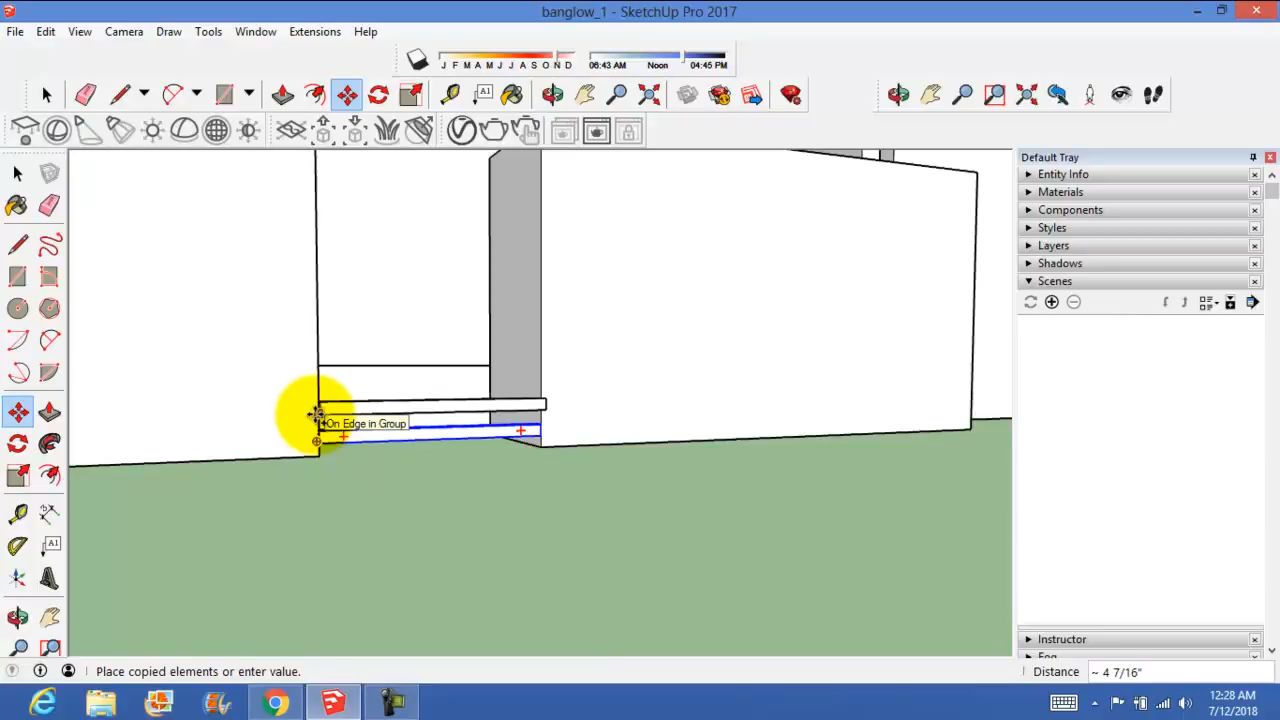 banglow_1 - SketchUp Pro 2017
File Edit View Camera Draw Tools Window Extensions Help
J F M A M J J A S O N D 06:43 AM Noon 04:45 PM
A1
Default Tray
Entity Info
Materials
Components
Styles
Layers
Shadows
Scenes
On Edge in Group
A1
Instructor
Place copied elements or enter value.
Distance ~ 4 7/16"
12:28 AM
7/12/2018